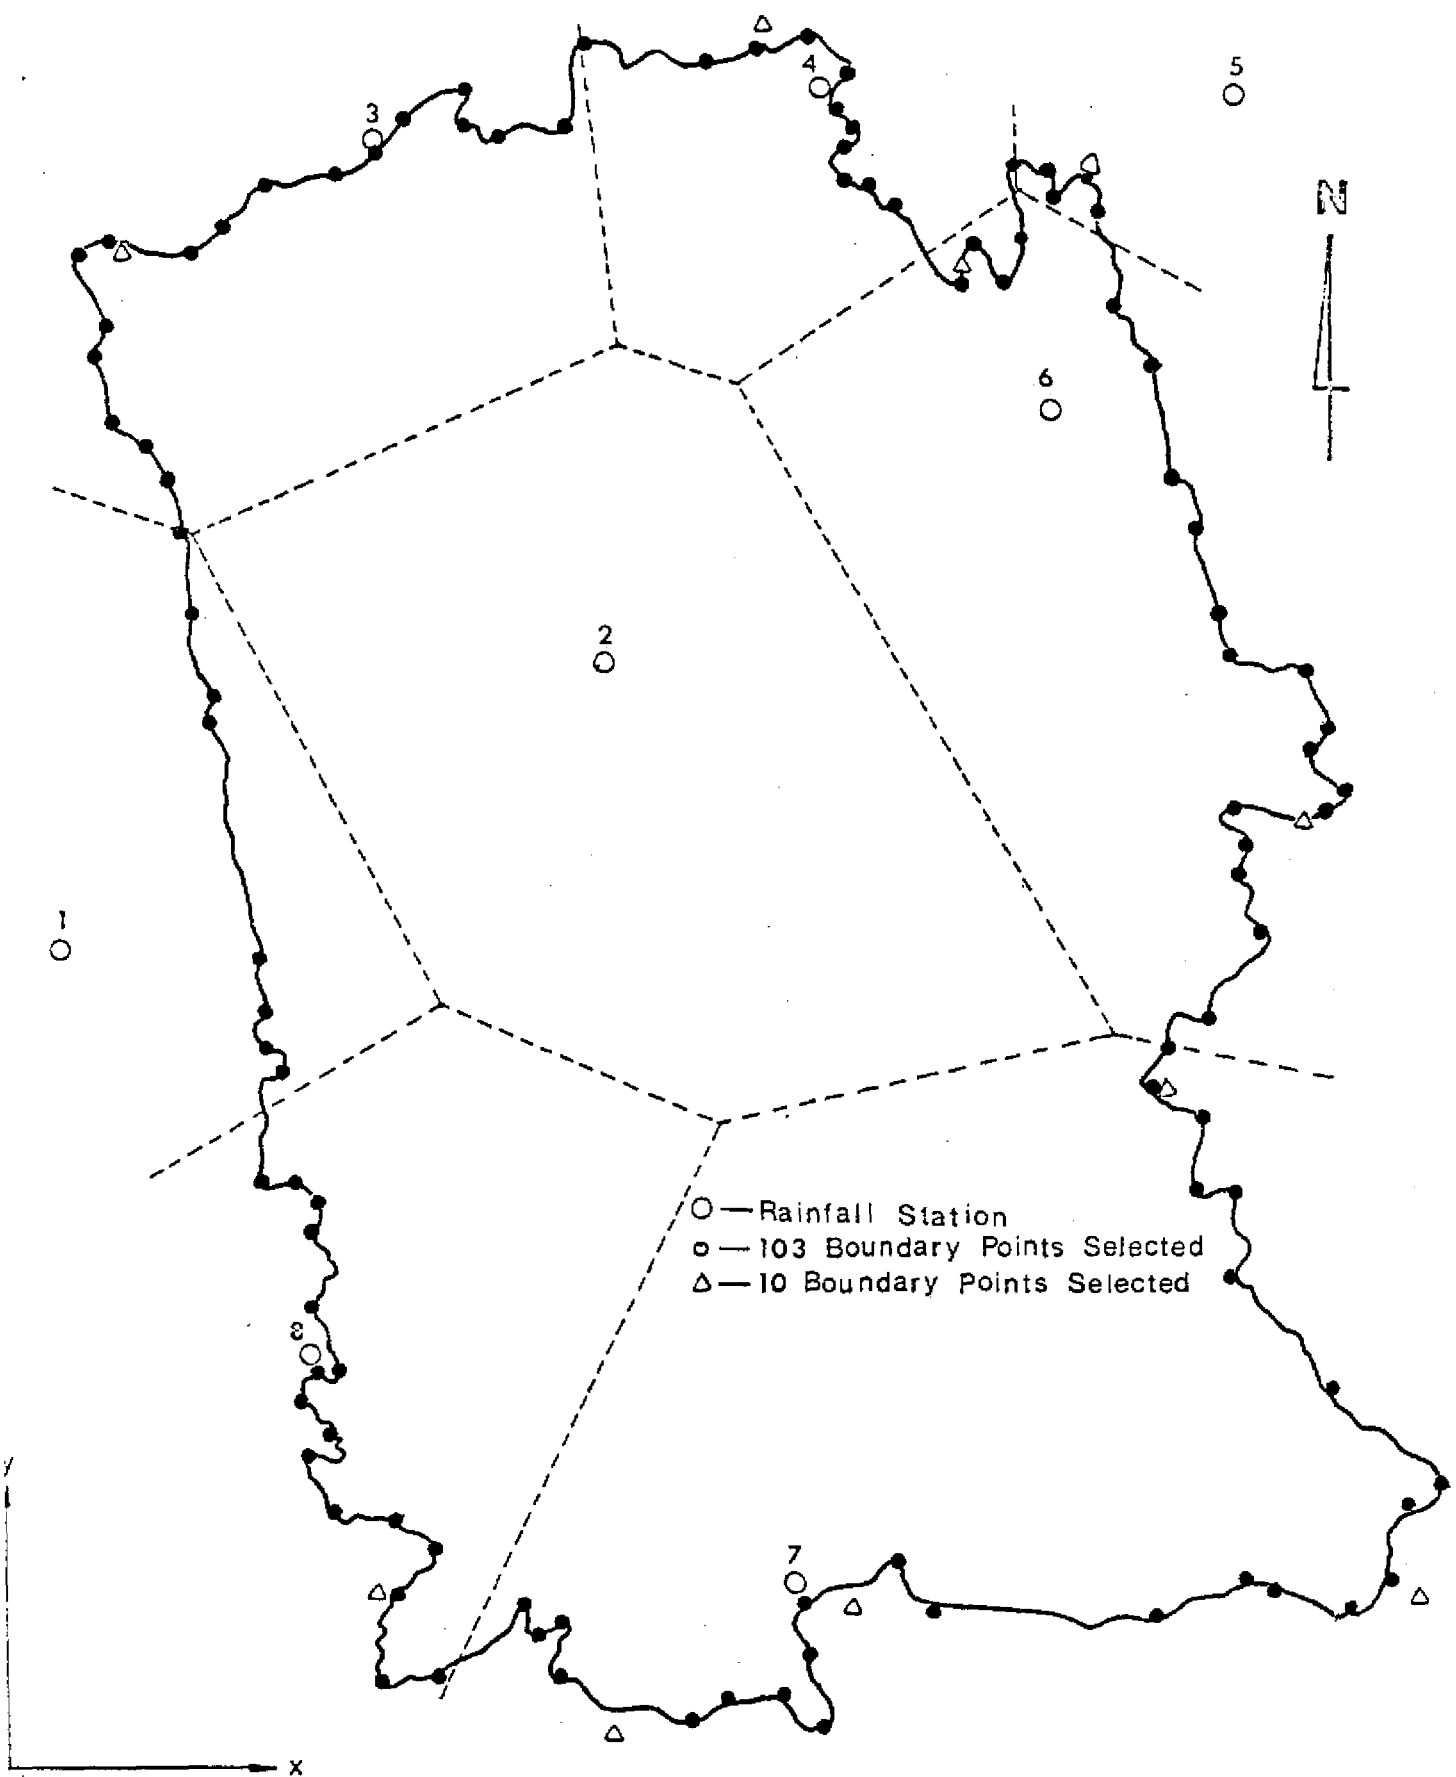 5
4
3
N
6
2
1
— Rainfall Station
— 103 Boundary Points Selected
— 10 Boundary Points Selected
8
7
y
x